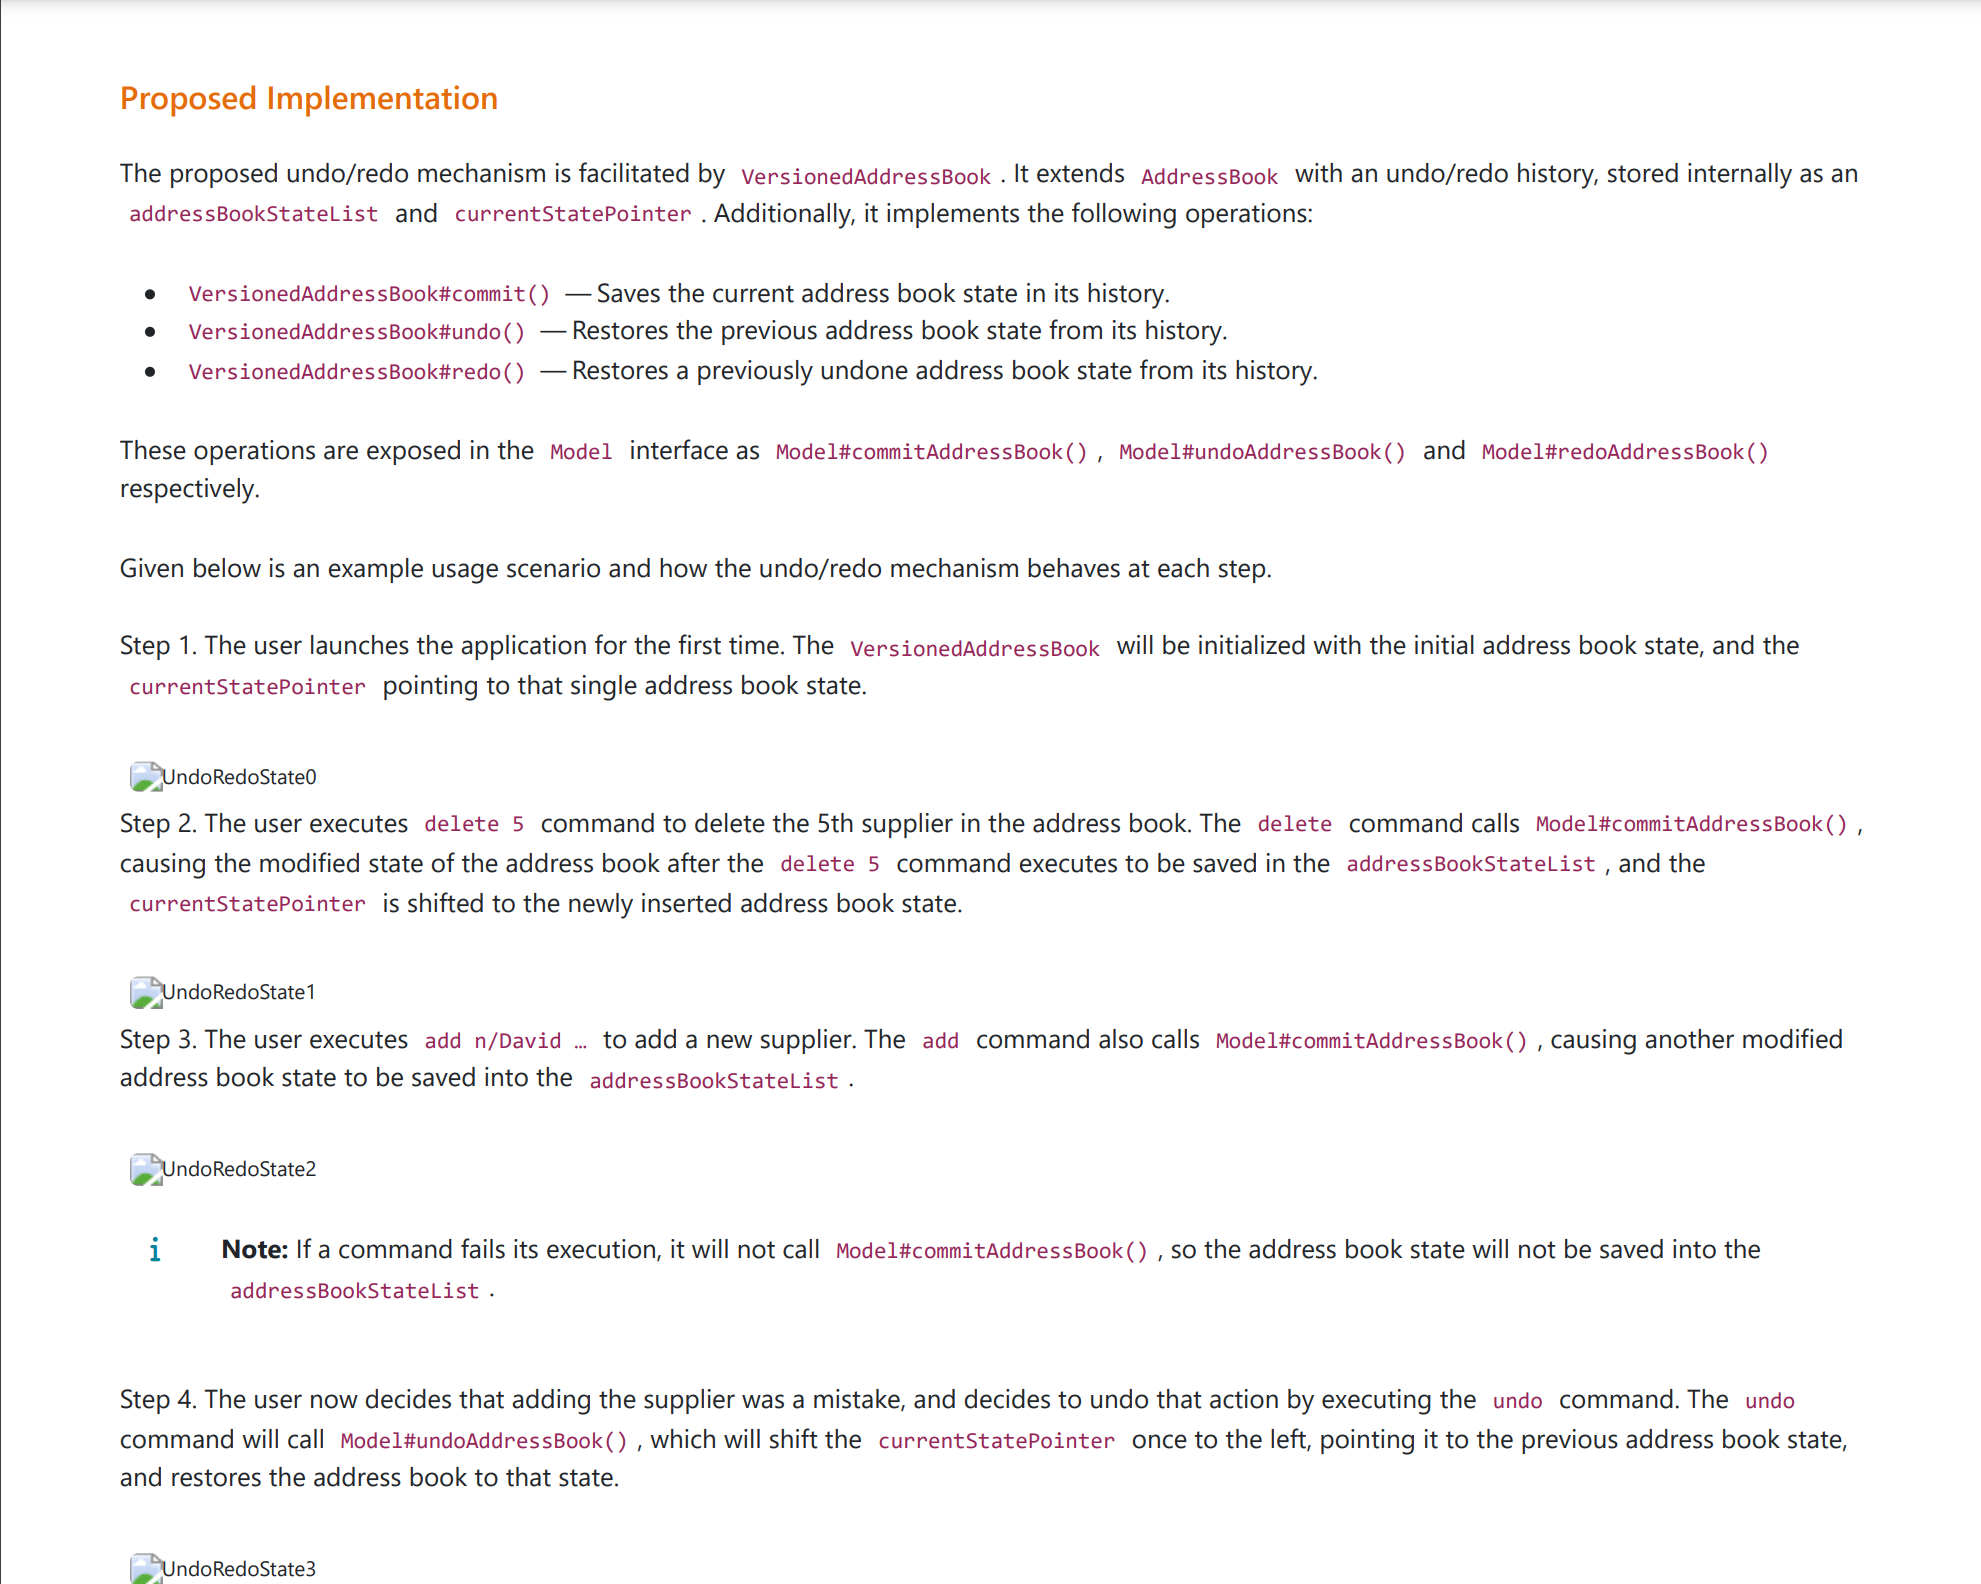 Proposed Implementation
The proposed undo/redo mechanism is facilitated by VersionedAddressBook . It extends AddressBook with an undo/redo history, stored internally as an
addressBookStateList and currentStatePointer . Additionally, it implements the following operations:
• VersionedAddressBook#commit() — Saves the current address book state in its history.
• VersionedAddressBook#undo() — Restores the previous address book state from its history.
• VersionedAddressBook#redo() — Restores a previously undone address book state from its history.
These operations are exposed in the Model interface as Model#commitAddressBook() , Model#undoAddressBook() and Model#redoAddressBook()
respectively.
Given below is an example usage scenario and how the undo/redo mechanism behaves at each step.
Step 1. The user launches the application for the first time. The VersionedAddressBook will be initialized with the initial address book state, and the
currentStatePointer pointing to that single address book state.
UndoRedoState0
Step 2. The user executes delete 5 command to delete the 5th supplier in the address book. The delete command calls Model#commitAddressBook() ,
causing the modified state of the address book after the delete 5 command executes to be saved in the addressBookStateList , and the
currentStatePointer is shifted to the newly inserted address book state.
UndoRedoState1
Step 3. The user executes add n/David … to add a new supplier. The add command also calls Model#commitAddressBook() , causing another modified
address book state to be saved into the addressBookStateList .
UndoRedoState2
i Note: If a command fails its execution, it will not call Model#commitAddressBook() , so the address book state will not be saved into the
addressBookStateList .
Step 4. The user now decides that adding the supplier was a mistake, and decides to undo that action by executing the undo command. The undo
command will call Model#undoAddressBook() , which will shift the currentStatePointer once to the left, pointing it to the previous address book state,
and restores the address book to that state.
UndoRedoState3